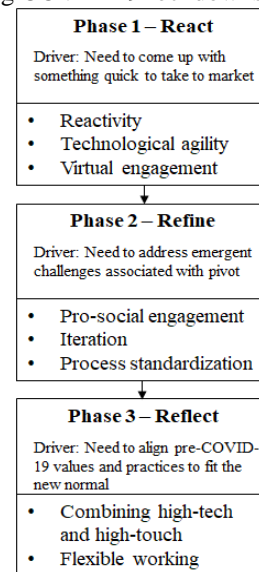 Phase 1 – React
Driver: Need to come up with
something quick to take to market
• Reactivity
• Technological agility
• Virtual engagement
Phase 2 – Refine
Driver: Need to address emergent
challenges associated with pivot
• Pro-social engagement
• Iteration
• Process standardization
Phase 3 – Reflect
Driver: Need to align pre-COVID-
19 values and practices to fit the
new normal
• Combining high-tech
and high-touch
• Flexible working